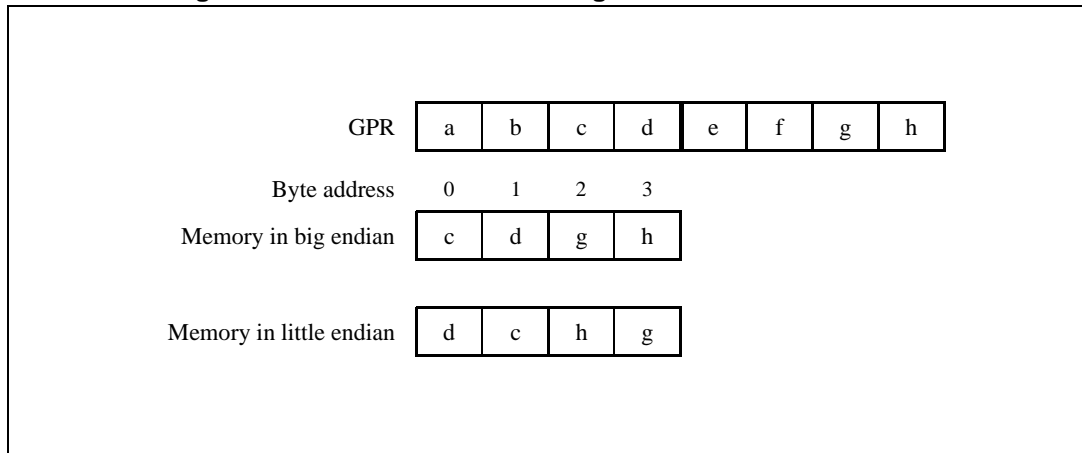 GPR a b c d e f g h
Byte address 0 1 2 3
Memory in big endian c d g h
Memory in little endian d c h g